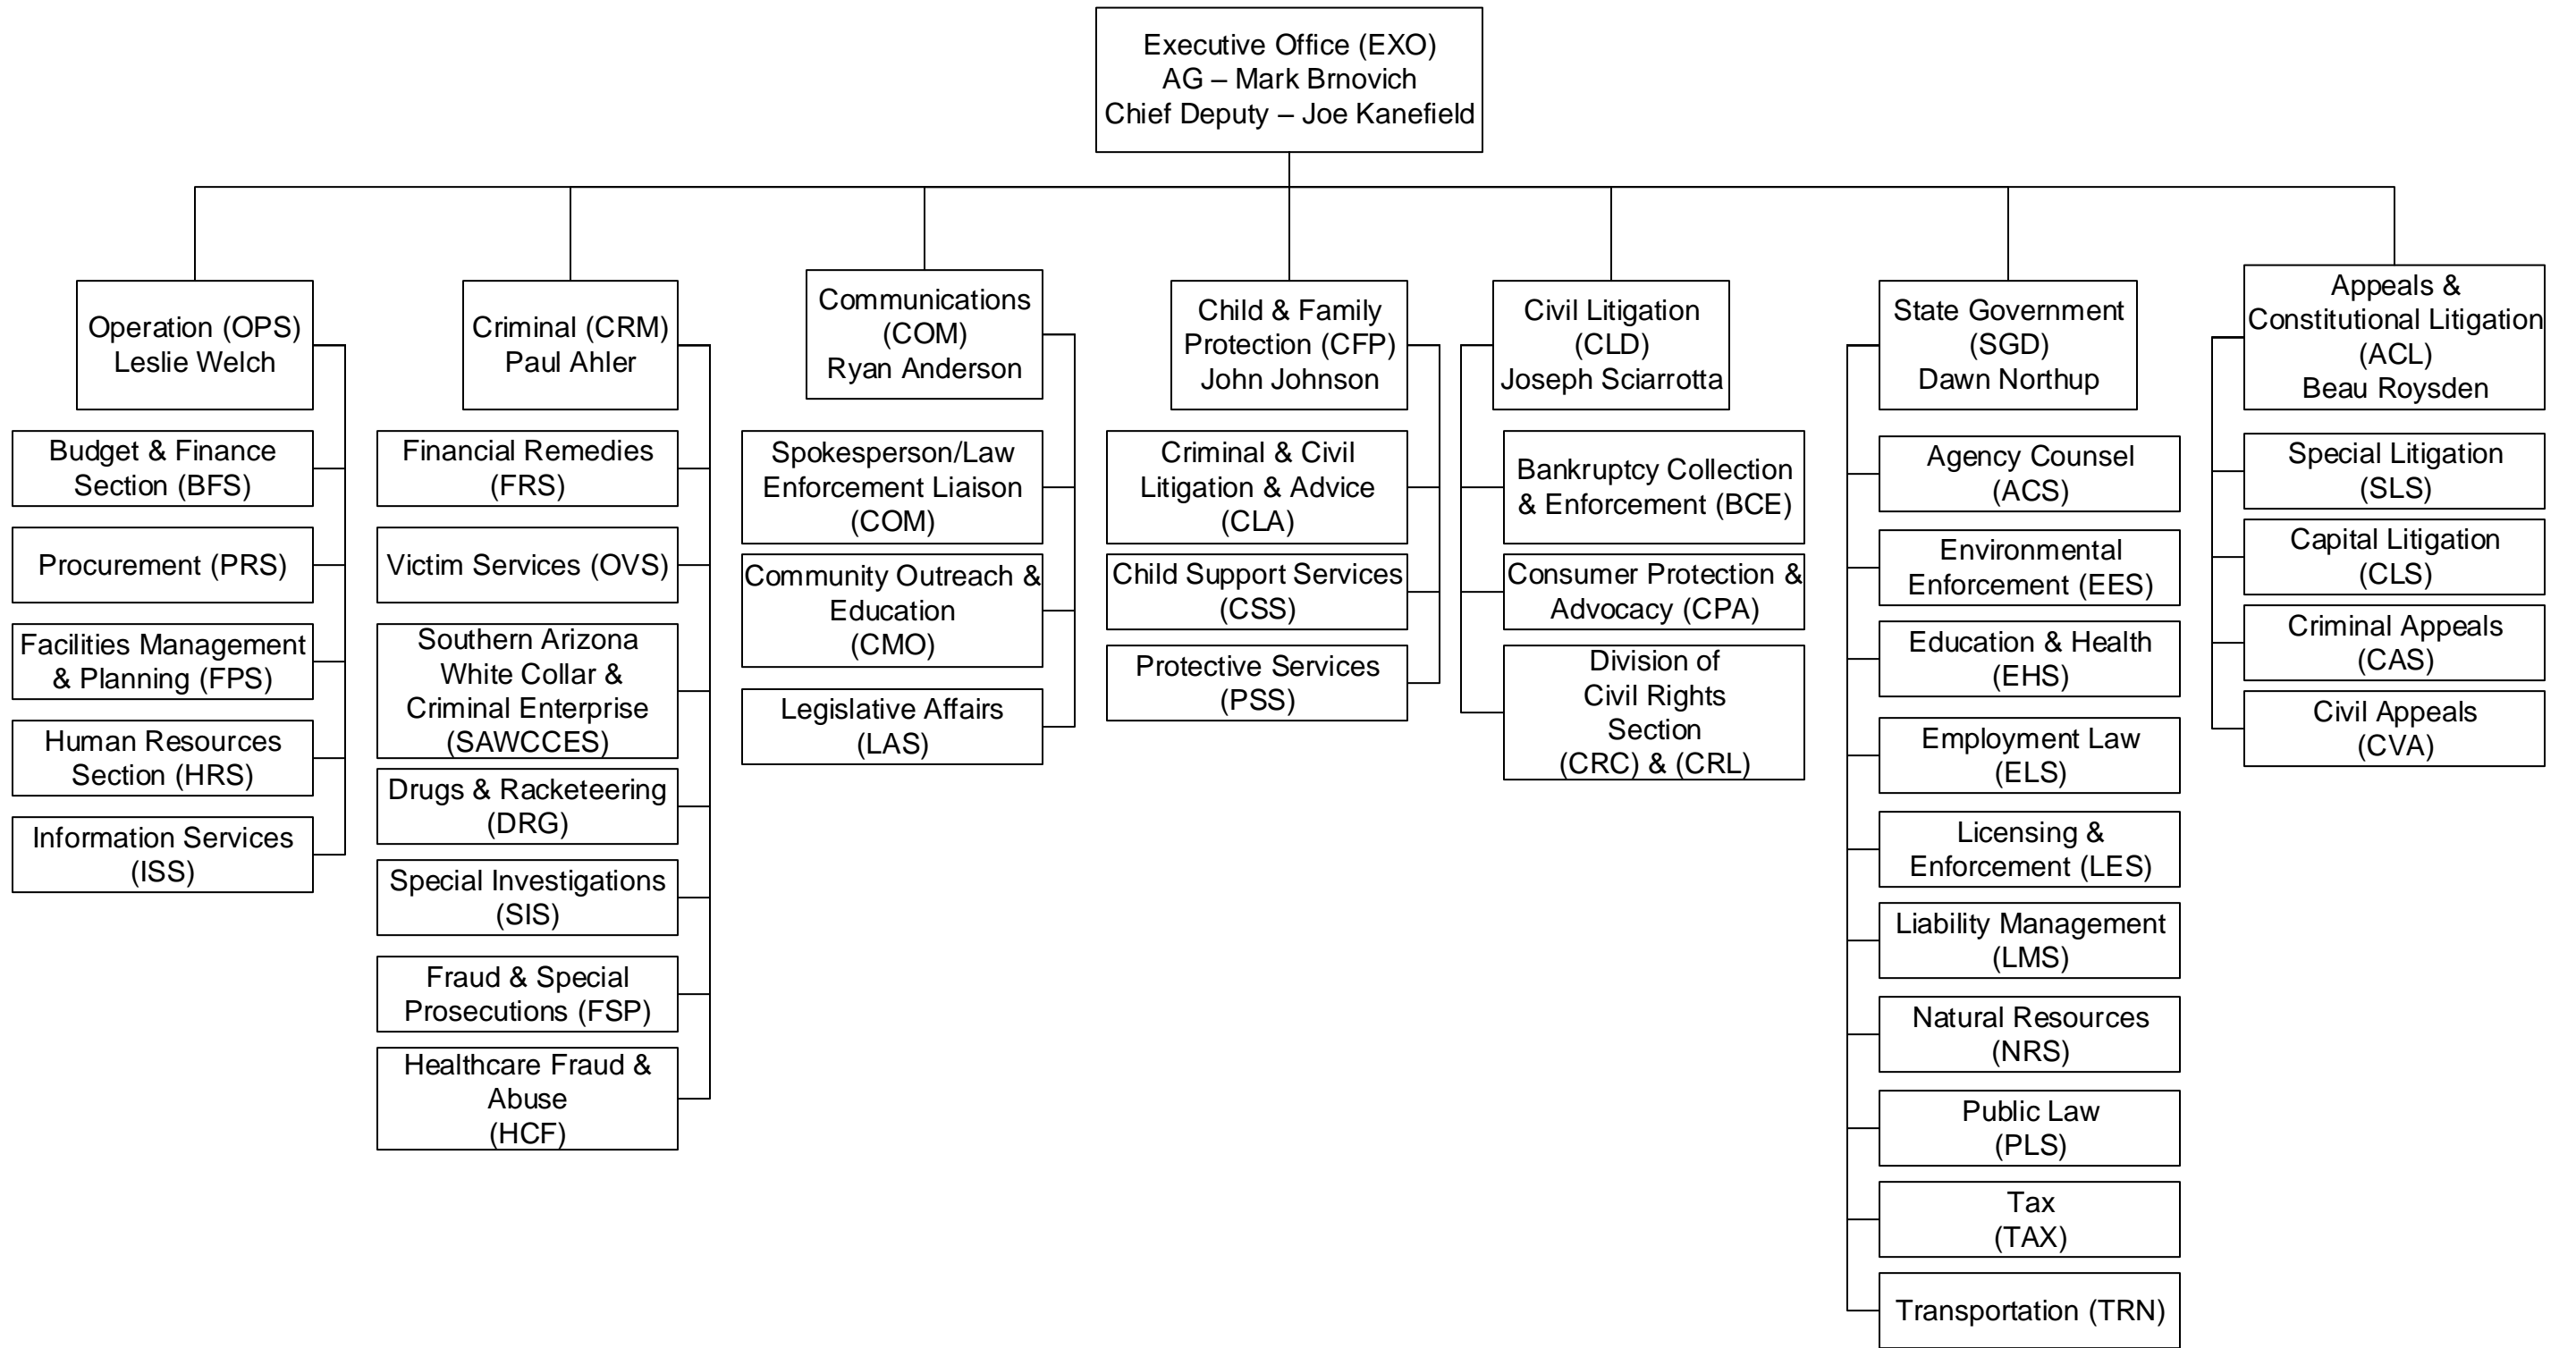 Executive Office (EXO)
AG – Mark Brnovich
Chief Deputy – Joe Kanefield
Operation (OPS)
Leslie Welch
Budget & Finance
Section (BFS)
Procurement (PRS)
Facilities Management
& Planning (FPS)
Human Resources
Section (HRS)
Information Services
(ISS)
Criminal (CRM)
Paul Ahler
Financial Remedies
(FRS)
Victim Services (OVS)
Southern Arizona
White Collar &
Criminal Enterprise
(SAWCCES)
Drugs & Racketeering
(DRG)
Special Investigations
(SIS)
Fraud & Special
Prosecutions (FSP)
Healthcare Fraud &
Abuse
(HCF)
Communications
(COM)
Ryan Anderson
Spokesperson/Law
Enforcement Liaison
(COM)
Community Outreach &
Education
(CMO)
Legislative Affairs
(LAS)
Child & Family
Protection (CFP)
John Johnson
Criminal & Civil
Litigation & Advice
(CLA)
Child Support Services
(CSS)
Protective Services
(PSS)
Civil Litigation
(CLD)
Joseph Sciarrotta
Bankruptcy Collection
& Enforcement (BCE)
Consumer Protection &
Advocacy (CPA)
Division of
Civil Rights
Section
(CRC) & (CRL)
State Government
(SGD)
Dawn Northup
Agency Counsel
(ACS)
Environmental
Enforcement (EES)
Education & Health
(EHS)
Employment Law
(ELS)
Licensing &
Enforcement (LES)
Liability Management
(LMS)
Natural Resources
(NRS)
Public Law
(PLS)
Tax
(TAX)
Transportation (TRN)
Appeals &
Constitutional Litigation
(ACL)
Beau Roysden
Special Litigation
(SLS)
Capital Litigation
(CLS)
Criminal Appeals
(CAS)
Civil Appeals
(CVA)